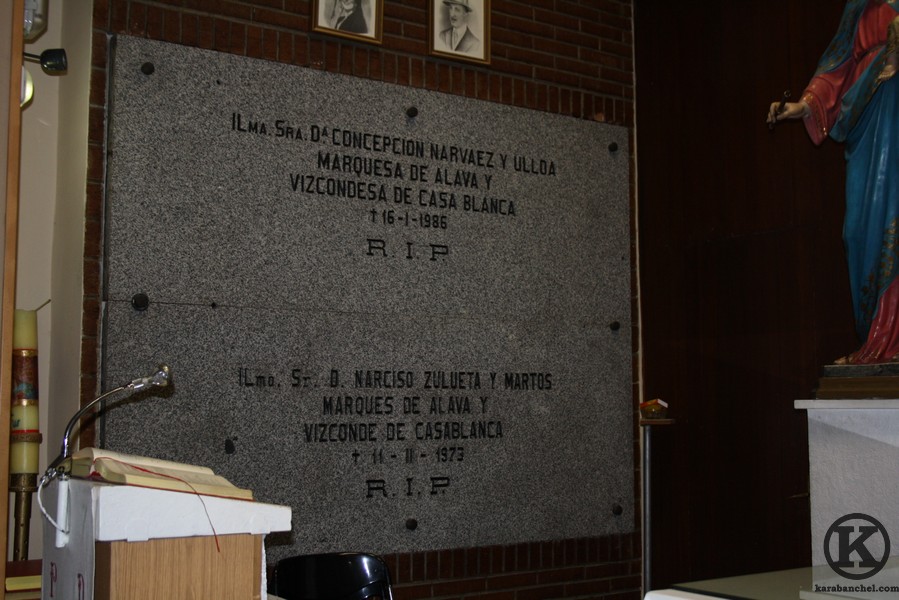 ILMA. SRA. Dª CONCEPCION NARVAEZ Y ULLOA
MARQUESA DE ALAVA Y
VIZCONDESA DE CASA BLANCA
† 16-1-1986
R. I. P.
ILMO. Sr. D. NARCISO ZULUETA Y MARTOS
MARQUES DE ALAVA Y
VIZCONDE DE CASABLANCA
† 11 - II - 1973
R. I. P.
K
karabanchel.com